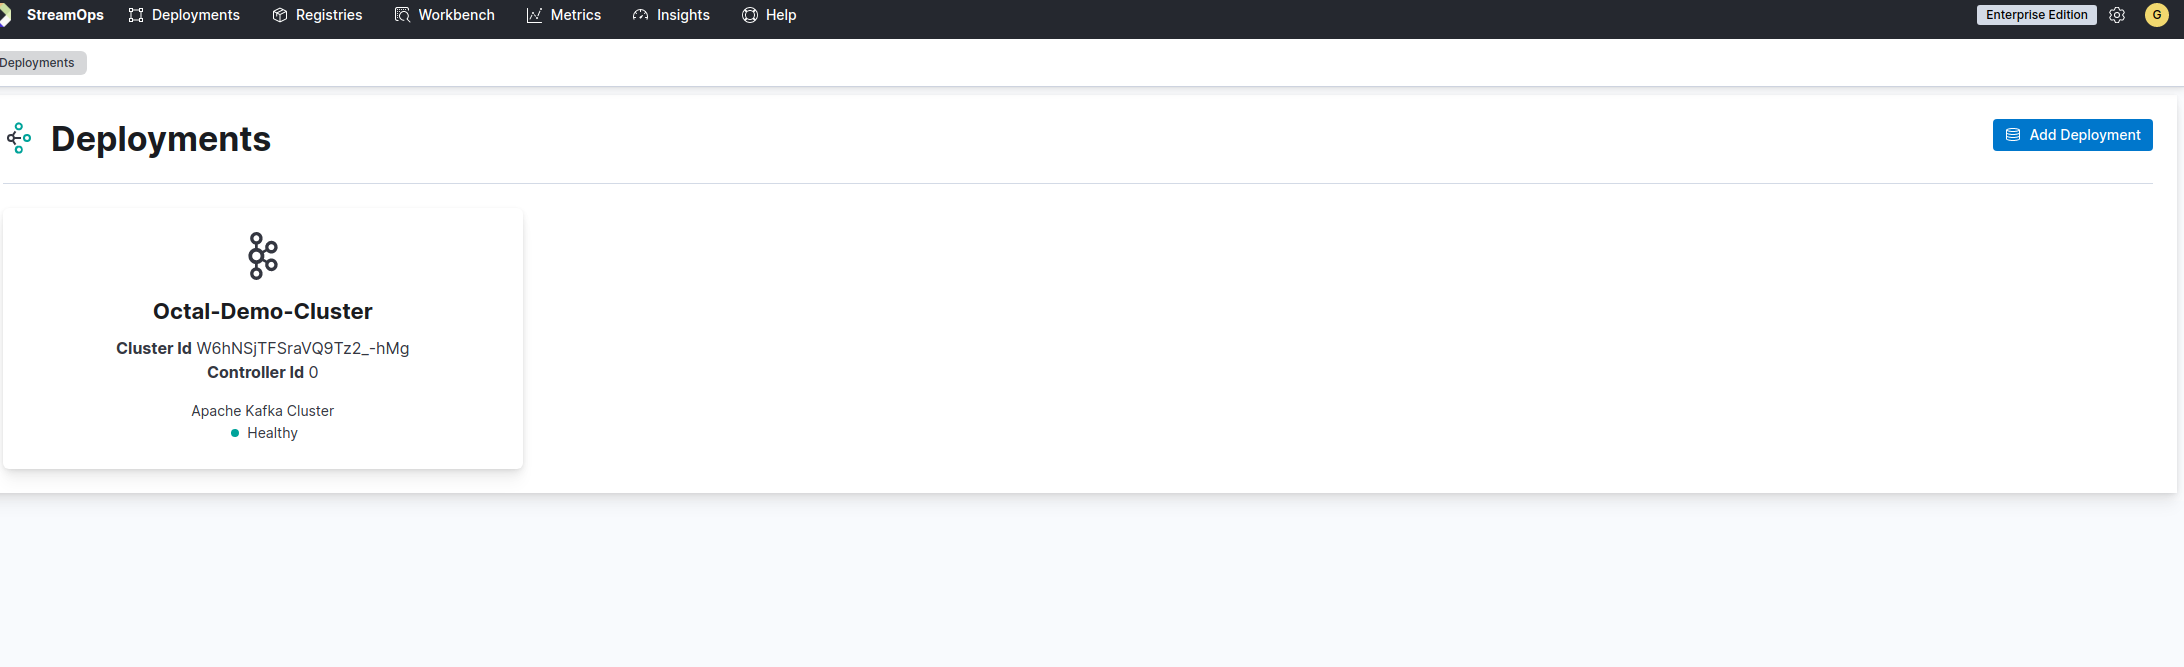 StreamOps Deployments Registries Workbench Metrics Insights Help Enterprise Edition G
Deployments
Deployments
Add Deployment
Octal-Demo-Cluster
Cluster Id W6hNSjTFSraVQ9Tz2_-hMg
Controller Id 0
Apache Kafka Cluster
Healthy